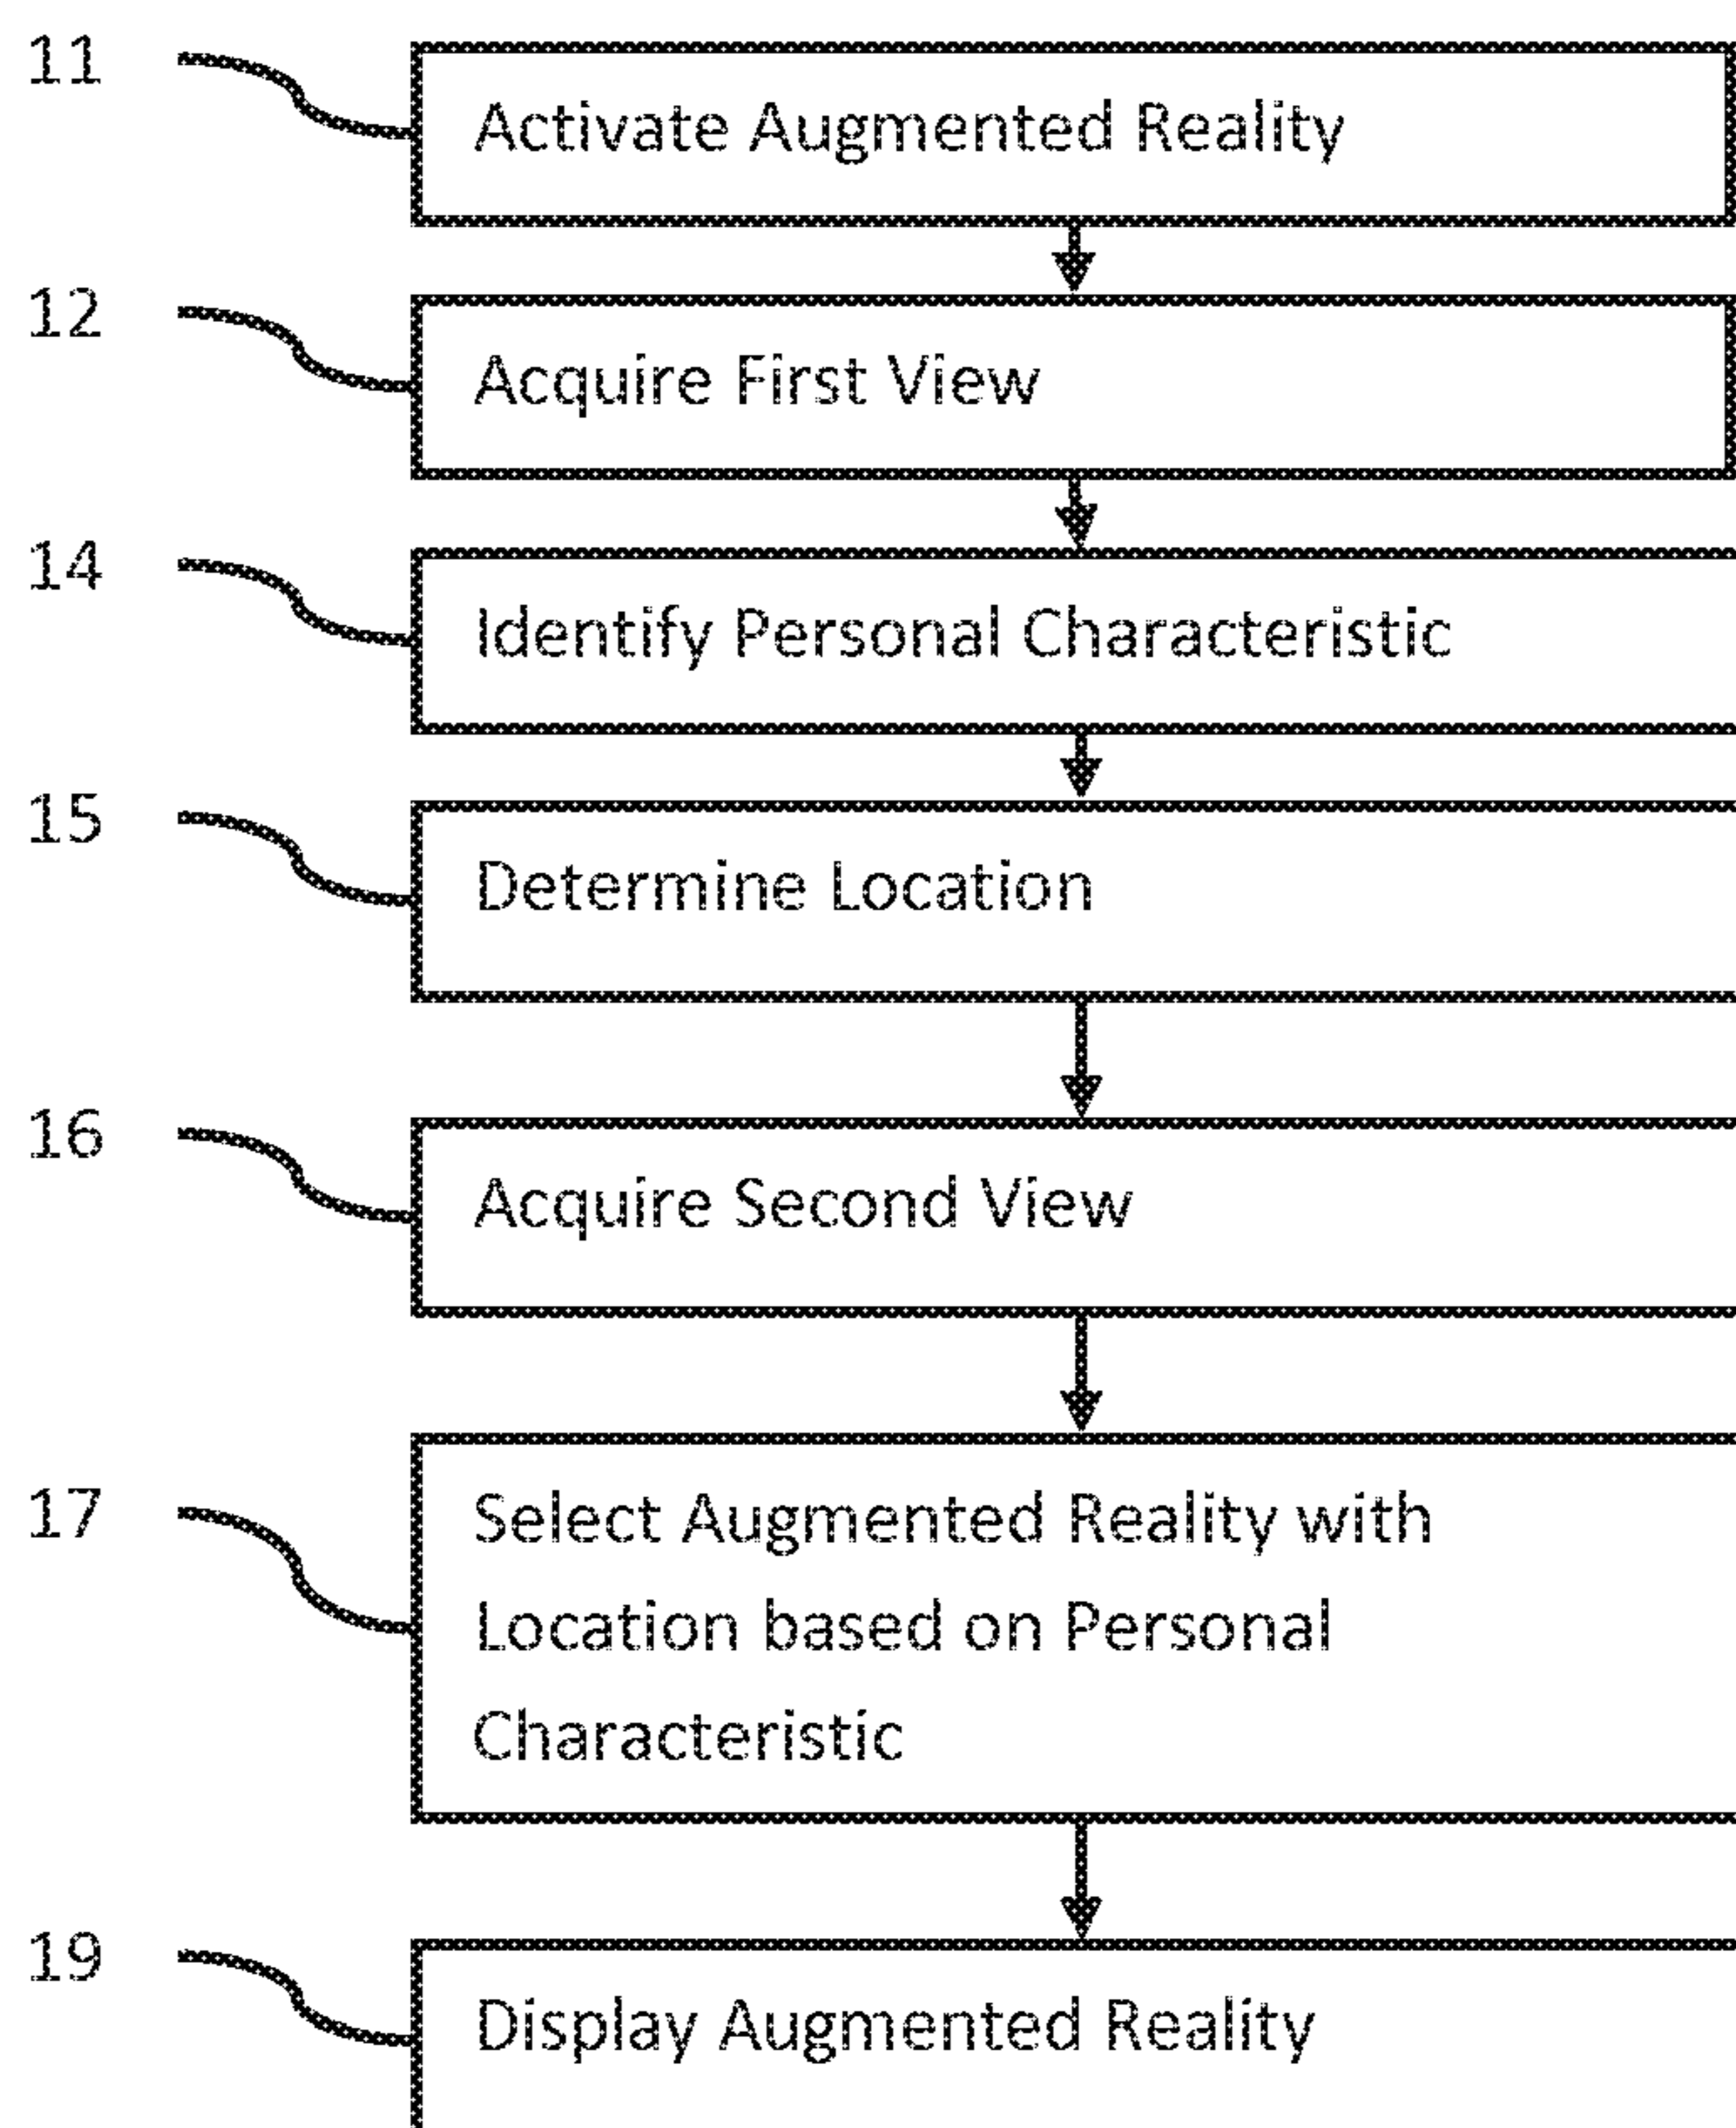 11 Activate Augmented Reality
12 Acquire First View
14 Identify Personal Characteristic
15 Determine Location
16 Acquire Second View
17 Select Augmented Reality with
Location based on Personal
Characteristic
19 Display Augmented Reality